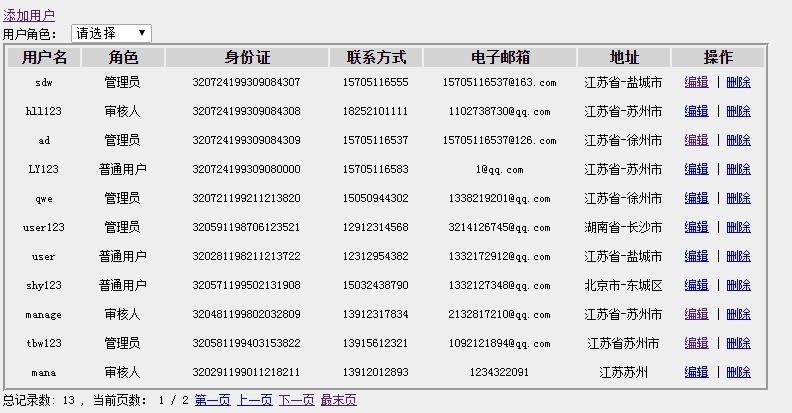 添加用户
用户角色： 请选择
用户名 角色 身份证 联系方式 电子邮箱 地址 操作
sdw 管理员 320724199309084307 15705116555 15705116537@163.com 江苏省-盐城市 编辑 | 删除
hll123 审核人 320724199309084308 18252101111 1102738730@qq.com 江苏省-苏州市 编辑 | 删除
ad 管理员 320724199309084309 15705116537 15705116537@126.com 江苏省-徐州市 编辑 | 删除
LY123 普通用户 320724199309080000 15705116583 1@qq.com 江苏省-苏州市 编辑 | 删除
qwe 管理员 320721199211213820 15050944302 1338219201@qq.com 江苏省-徐州市 编辑 | 删除
user123 管理员 320591198706123521 12912314568 3214126745@qq.com 湖南省-长沙市 编辑 | 删除
user 普通用户 320281198211213722 12312954382 1332172912@qq.com 江苏省-盐城市 编辑 | 删除
shy123 普通用户 320571199502131908 15032438790 1332127348@qq.com 北京市-东城区 编辑 | 删除
manage 审核人 320481199802032809 13912317834 2132817210@qq.com 江苏省-苏州市 编辑 | 删除
tbw123 管理员 320581199403153822 13915612321 1092121894@qq.com 江苏省苏州市 编辑 | 删除
mana 审核人 320291199011218211 13912012893 1234322091 江苏苏州 编辑 | 删除
总记录数: 13 , 当前页数: 1 / 2 第一页 上一页 下一页 最末页